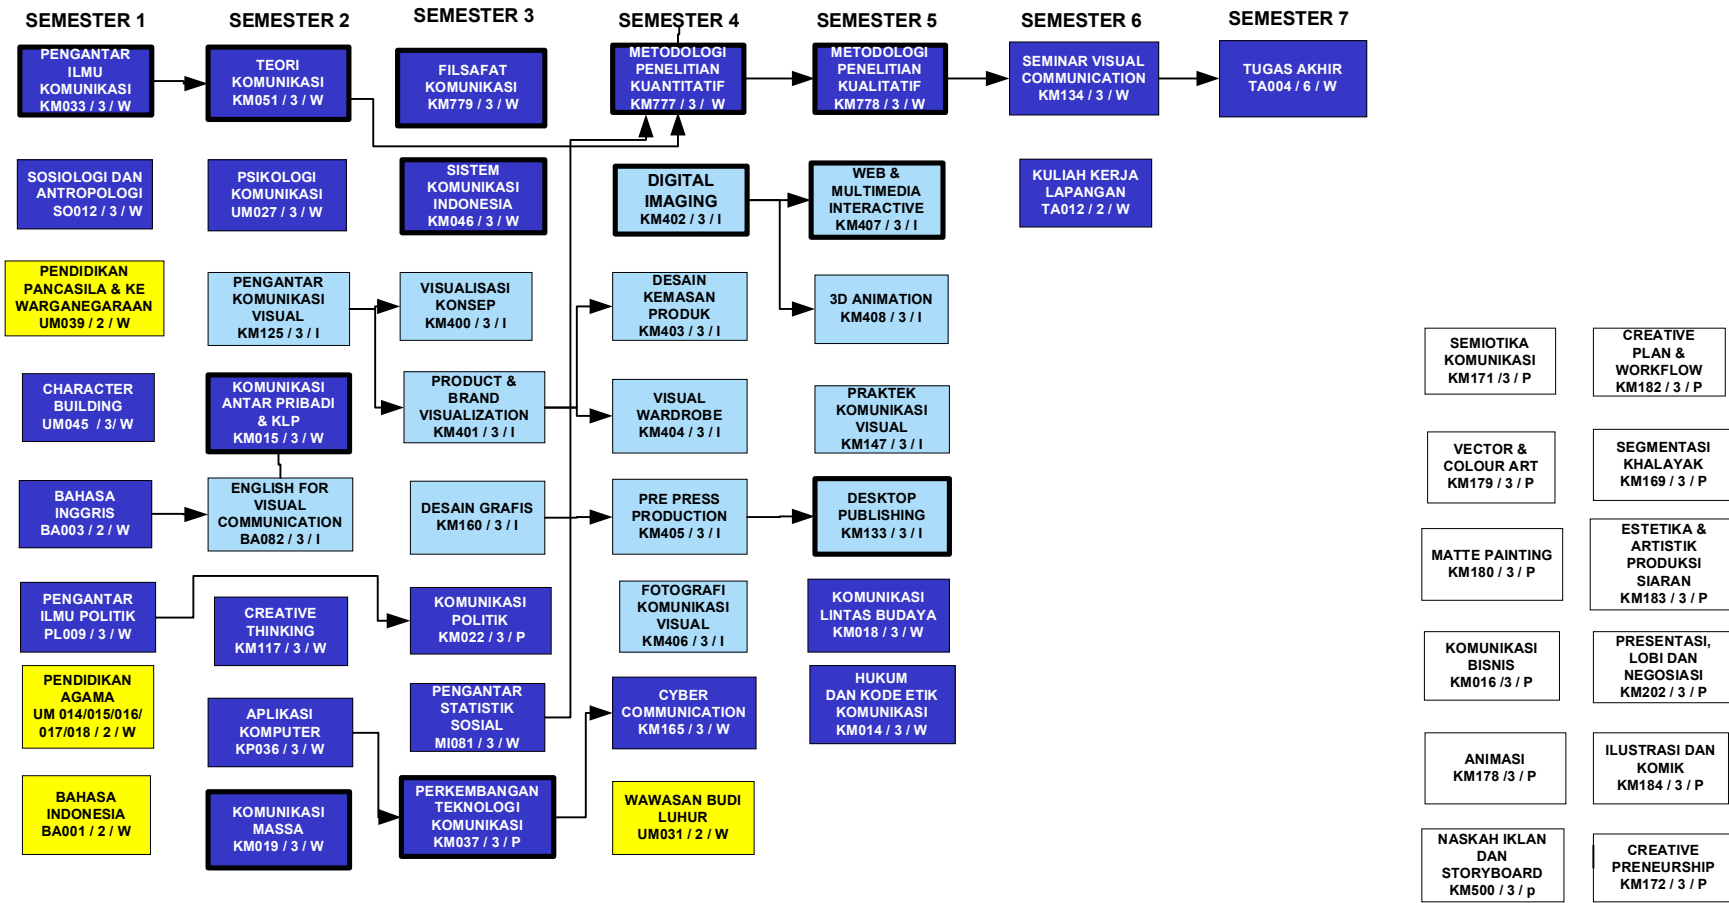 SEMESTER 1
PENGANTAR
ILMU
KOMUNIKASI
KM033 / 3 / W
SOSIOLOGI DAN
ANTROPOLOGI
SO012 / 3 / W
PENDIDIKAN
PANCASILA & KE
WARGANEGARAAN
UM039 / 2 / W
CHARACTER
BUILDING
UM045 / 3/ W
BAHASA
INGGRIS
BA003 / 2 / W
PENGANTAR
ILMU POLITIK
PL009 / 3 / W
PENDIDIKAN
AGAMA
UM 014/015/016/
017/018 / 2 / W
BAHASA
INDONESIA
BA001 / 2 / W
SEMESTER 2
TEORI
KOMUNIKASI
KM051 / 3 / W
PSIKOLOGI
KOMUNIKASI
UM027 / 3 / W
PENGANTAR
KOMUNIKASI
VISUAL
KM125 / 3 / I
KOMUNIKASI
ANTAR PRIBADI
& KLP
KM015 / 3 / W
ENGLISH FOR
VISUAL
COMMUNICATION
BA082 / 3 / I
CREATIVE
THINKING
KM117 / 3 / W
APLIKASI
KOMPUTER
KP036 / 3 / W
KOMUNIKASI
MASSA
KM019 / 3 / W
SEMESTER 3
FILSAFAT
KOMUNIKASI
KM779 / 3 / W
SISTEM
KOMUNIKASI
INDONESIA
KM046 / 3 / W
VISUALISASI
KONSEP
KM400 / 3 / I
PRODUCT &
BRAND
VISUALIZATION
KM401 / 3 / I
DESAIN GRAFIS
KM160 / 3 / I
KOMUNIKASI
POLITIK
KM022 / 3 / P
PENGANTAR
STATISTIK
SOSIAL
MI081 / 3 / W
PERKEMBANGAN
TEKNOLOGI
KOMUNIKASI
KM037 / 3 / P
SEMESTER 4
METODOLOGI
PENELITIAN
KUANTITATIF
KM777 / 3 / W
DIGITAL
IMAGING
KM402 / 3 / I
DESAIN
KEMASAN
PRODUK
KM403 / 3 / I
VISUAL
WARDROBE
KM404 / 3 / I
PRE PRESS
PRODUCTION
KM405 / 3 / I
FOTOGRAFI
KOMUNIKASI
VISUAL
KM406 / 3 / I
CYBER
COMMUNICATION
KM165 / 3 / W
WAWASAN BUDI
LUHUR
UM031 / 2 / W
SEMESTER 5
METODOLOGI
PENELITIAN
KUALITATIF
KM778 / 3 / W
WEB &
MULTIMEDIA
INTERACTIVE
KM407 / 3 / I
3D ANIMATION
KM408 / 3 / I
PRAKTEK
KOMUNIKASI
VISUAL
KM147 / 3 / I
DESKTOP
PUBLISHING
KM133 / 3 / I
KOMUNIKASI
LINTAS BUDAYA
KM018 / 3 / W
HUKUM
DAN KODE ETIK
KOMUNIKASI
KM014 / 3 / W
SEMESTER 6
SEMINAR VISUAL
COMMUNICATION
KM134 / 3 / W
KULIAH KERJA
LAPANGAN
TA012 / 2 / W
SEMESTER 7
TUGAS AKHIR
TA004 / 6 / W
SEMIOTIKA
KOMUNIKASI
KM171 /3 / P
VECTOR &
COLOUR ART
KM179 / 3 / P
MATTE PAINTING
KM180 / 3 / P
KOMUNIKASI
BISNIS
KM016 /3 / P
ANIMASI
KM178 /3 / P
NASKAH IKLAN
DAN
STORYBOARD
KM500 / 3 / p
CREATIVE
PLAN &
WORKFLOW
KM182 / 3 / P
SEGMENTASI
KHALAYAK
KM169 / 3 / P
ESTETIKA &
ARTISTIK
PRODUKSI
SIARAN
KM183 / 3 / P
PRESENTASI,
LOBI DAN
NEGOSIASI
KM202 / 3 / P
ILUSTRASI DAN
KOMIK
KM184 / 3 / P
CREATIVE
PRENEURSHIP
KM172 / 3 / P